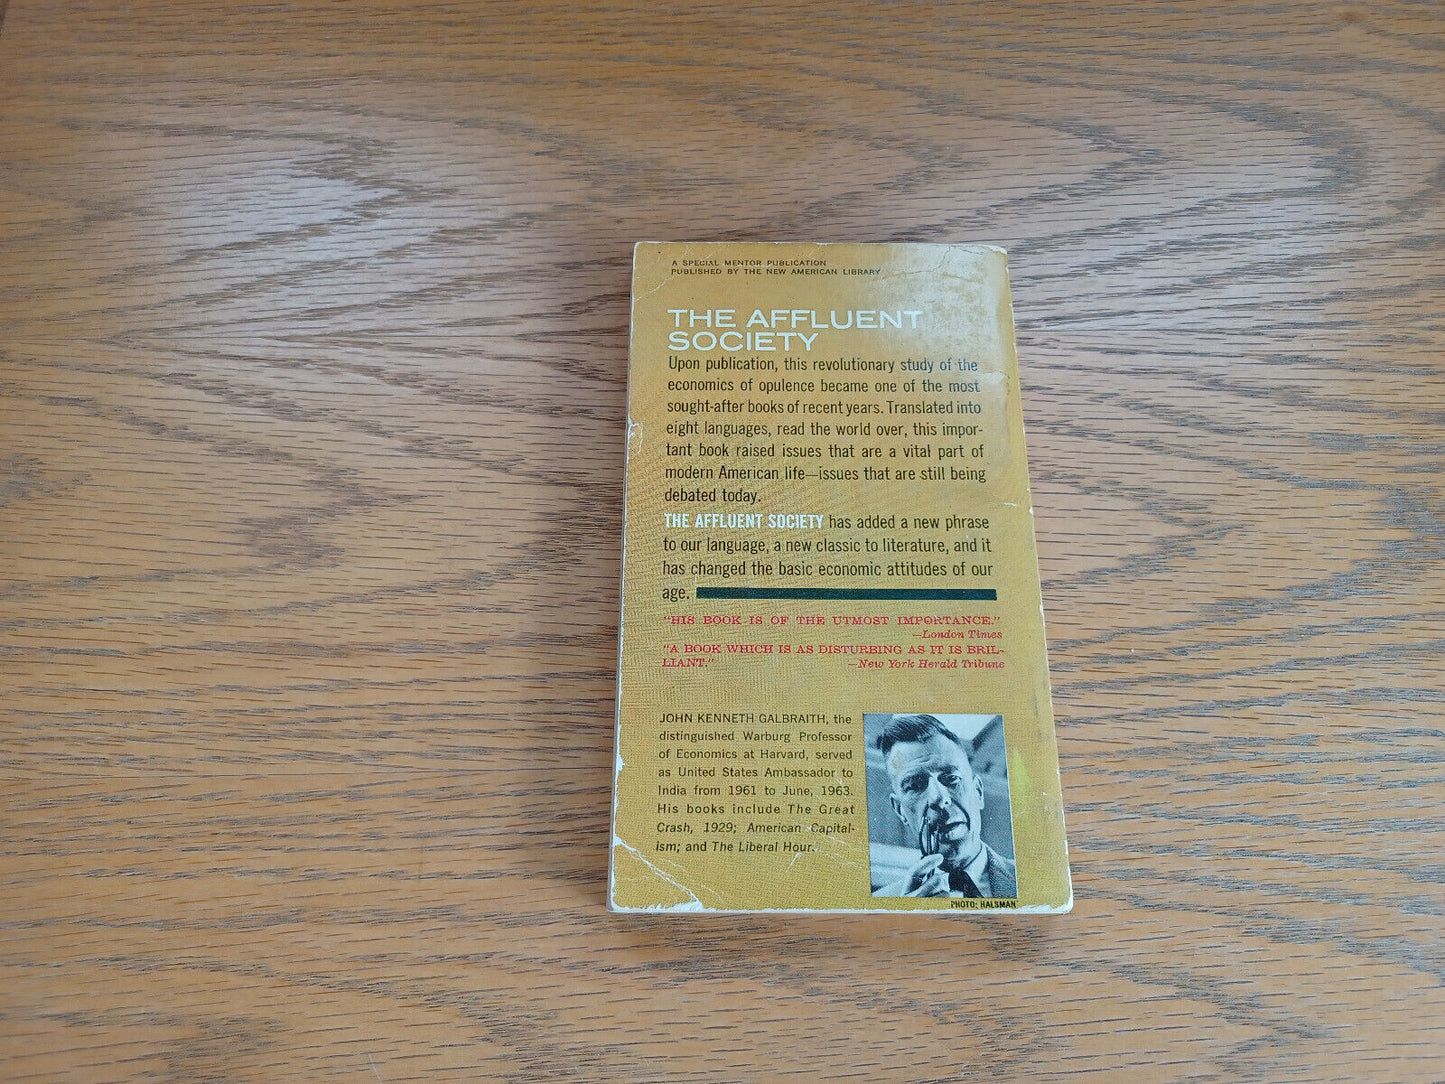 A SPECIAL MENTOR PUBLICATION
PUBLISHED BY THE NEW AMERICAN LIBRARY
THE AFFLUENT
SOCIETY
Upon publication, this revolutionary study of the
economics of opulence became one of the most
sought-after books of recent years. Translated into
eight languages, read the world over, this impor-
tant book raised issues that are a vital part of
modern American life—issues that are still being
debated today.
THE AFFLUENT SOCIETY has added a new phrase
to our language, a new classic to literature, and it
has changed the basic economic attitudes of our
age.
"HIS BOOK IS OF THE UTMOST IMPORTANCE."
—London Times
"A BOOK WHICH IS AS DISTURBING AS IT IS BRIL-
LIANT." —New York Herald Tribune
JOHN KENNETH GALBRAITH, the
distinguished Warburg Professor
of Economics at Harvard, served
as United States Ambassador to
India from 1961 to June, 1963.
His books include The Great
Crash, 1929; American Capital-
ism; and The Liberal Hour.
PHOTO: HALSMAN